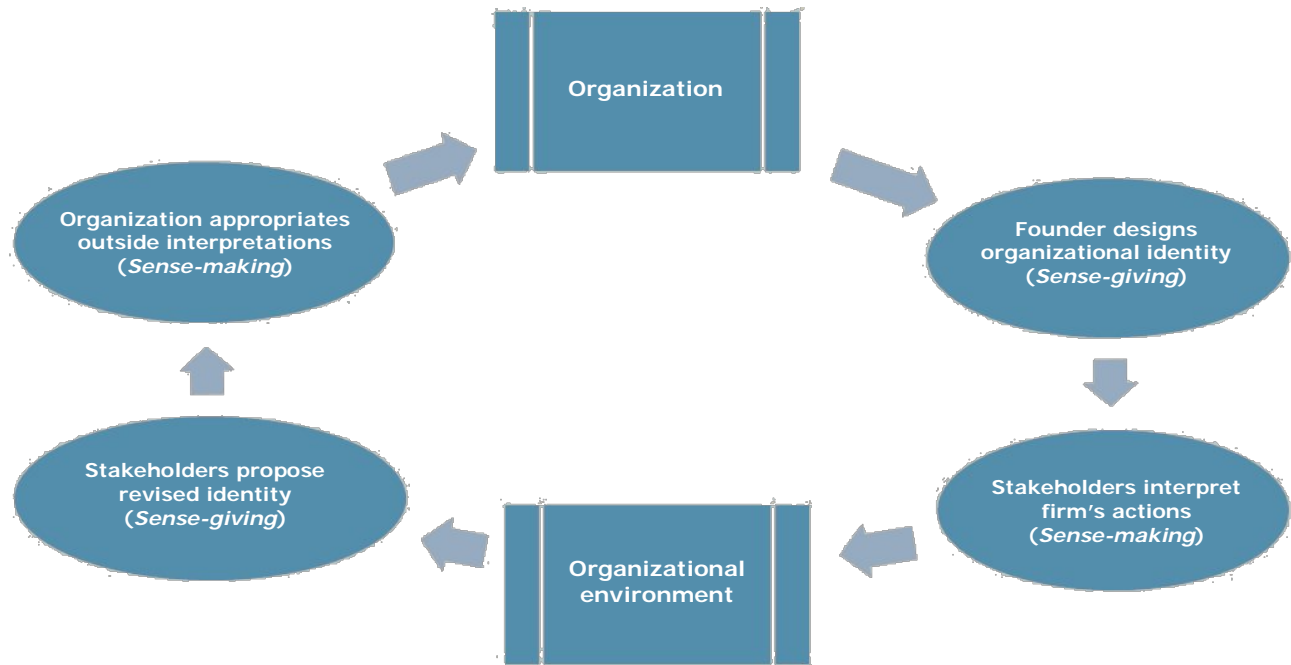 Organization
Founder designs
organizational identity
(Sense-giving)
Stakeholders interpret
firm's actions
(Sense-making)
Organizational
environment
Stakeholders propose
revised identity
(Sense-giving)
Organization appropriates
outside interpretations
(Sense-making)